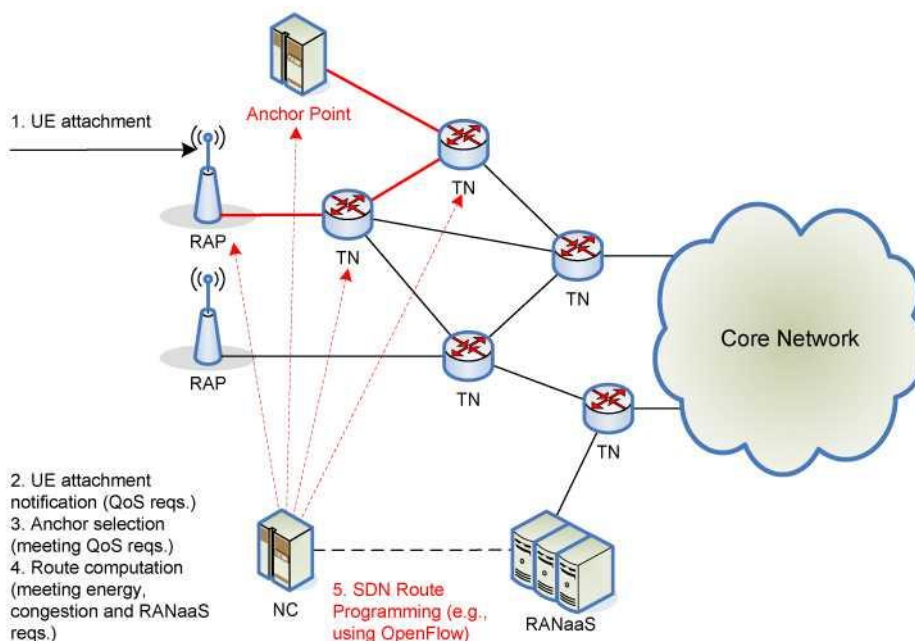 Anchor Point
1. UE attachment
TN
RAP
TN
TN
Core Network
RAP
TN
TN
2. UE attachment
notification (QoS reqs.)
3. Anchor selection
(meeting QoS reqs.)
4. Route computation
(meeting energy,
congestion and RANaaS
reqs.)
NC
5. SDN Route
Programming (e.g.,
using OpenFlow)
RANaaS